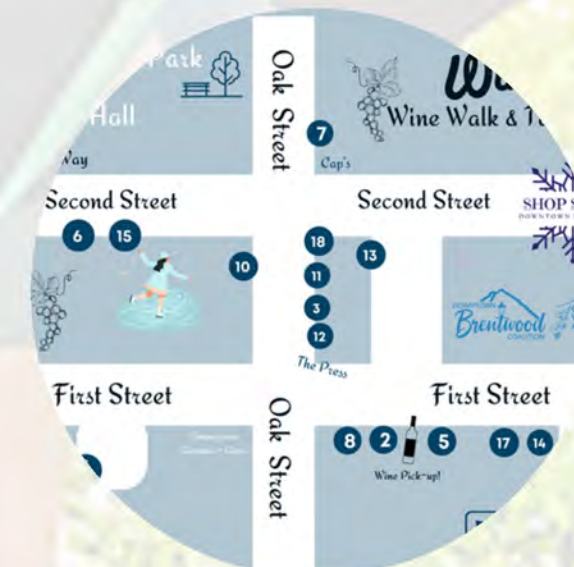 Park
Hall
Way
Oak Street
Wine Walk &
7
Cap's
Second Street
Second Street
SHOP
6
15
10
18
11
3
12
13
The Press
DOWNTOWN
Brentwood
COALITION
First Street
First Street
Oak Street
8
2
5
17
14
Wine Pick-up!